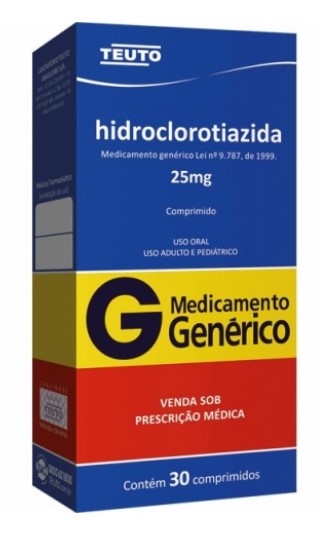 TEUTO
hidroclorotiazida
Medicamento genérico Lei nº 9.787, de 1999.
25mg
Comprimido
USO ORAL
USO ADULTO E PEDIÁTRICO
G Medicamento
Genérico
VENDA SOB
PRESCRIÇÃO MÉDICA
Contém 30 comprimidos
TEUTO